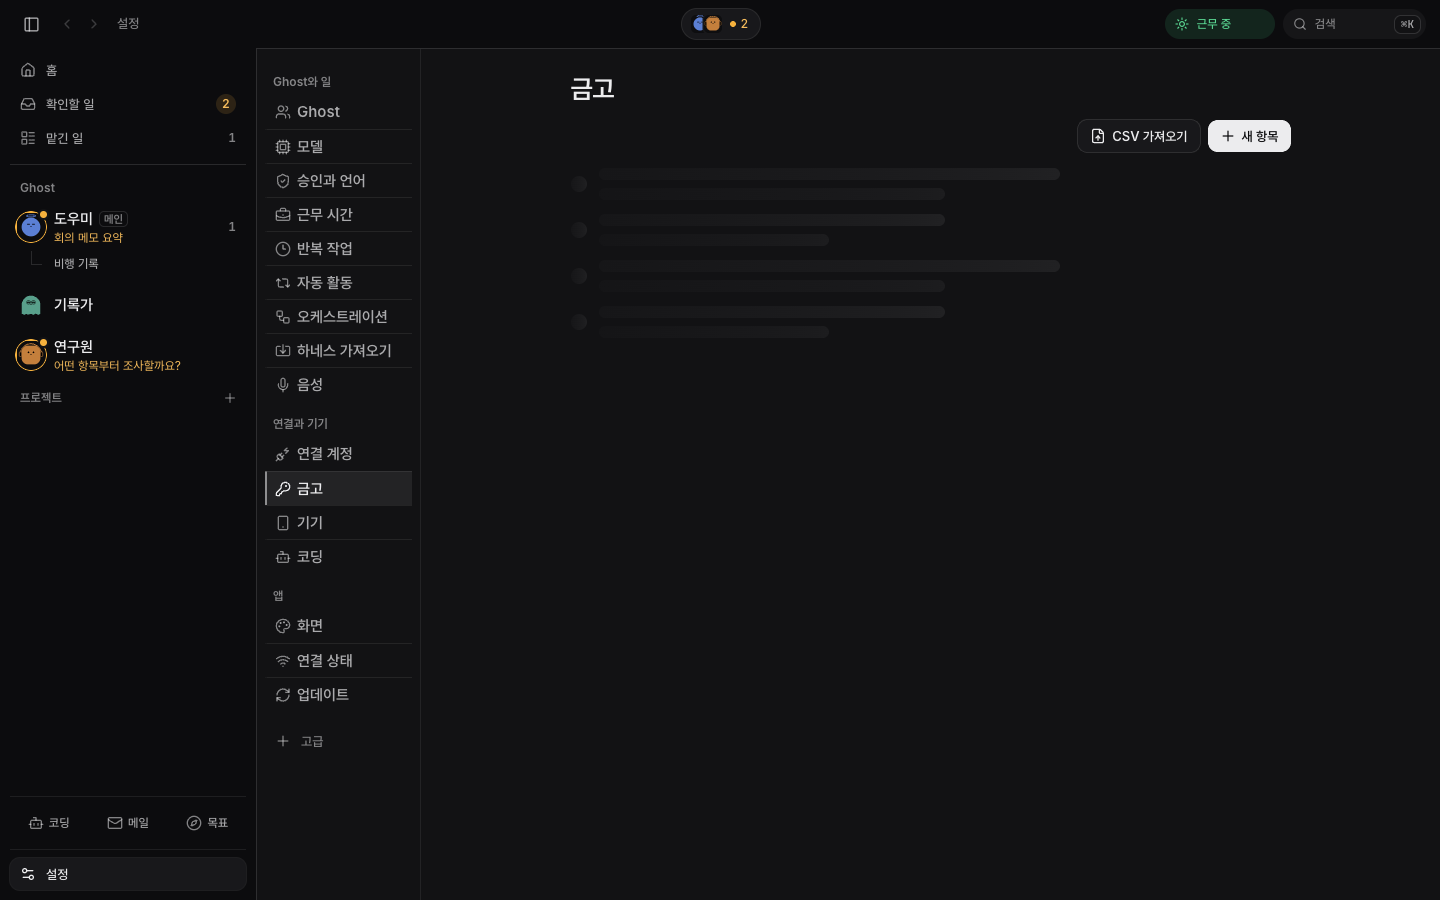 설정
2
근무 중
검색
⌘K
홈
확인할 일
2
맡긴 일
1
Ghost
도우미
메인
회의 메모 요약
1
비행 기록
기록가
연구원
어떤 항목부터 조사할까요?
프로젝트
코딩
메일
목표
설정
Ghost와 일
Ghost
모델
승인과 언어
근무 시간
반복 작업
자동 활동
오케스트레이션
하네스 가져오기
음성
연결과 기기
연결 계정
금고
기기
코딩
앱
화면
연결 상태
업데이트
고급
금고
CSV 가져오기
새 항목